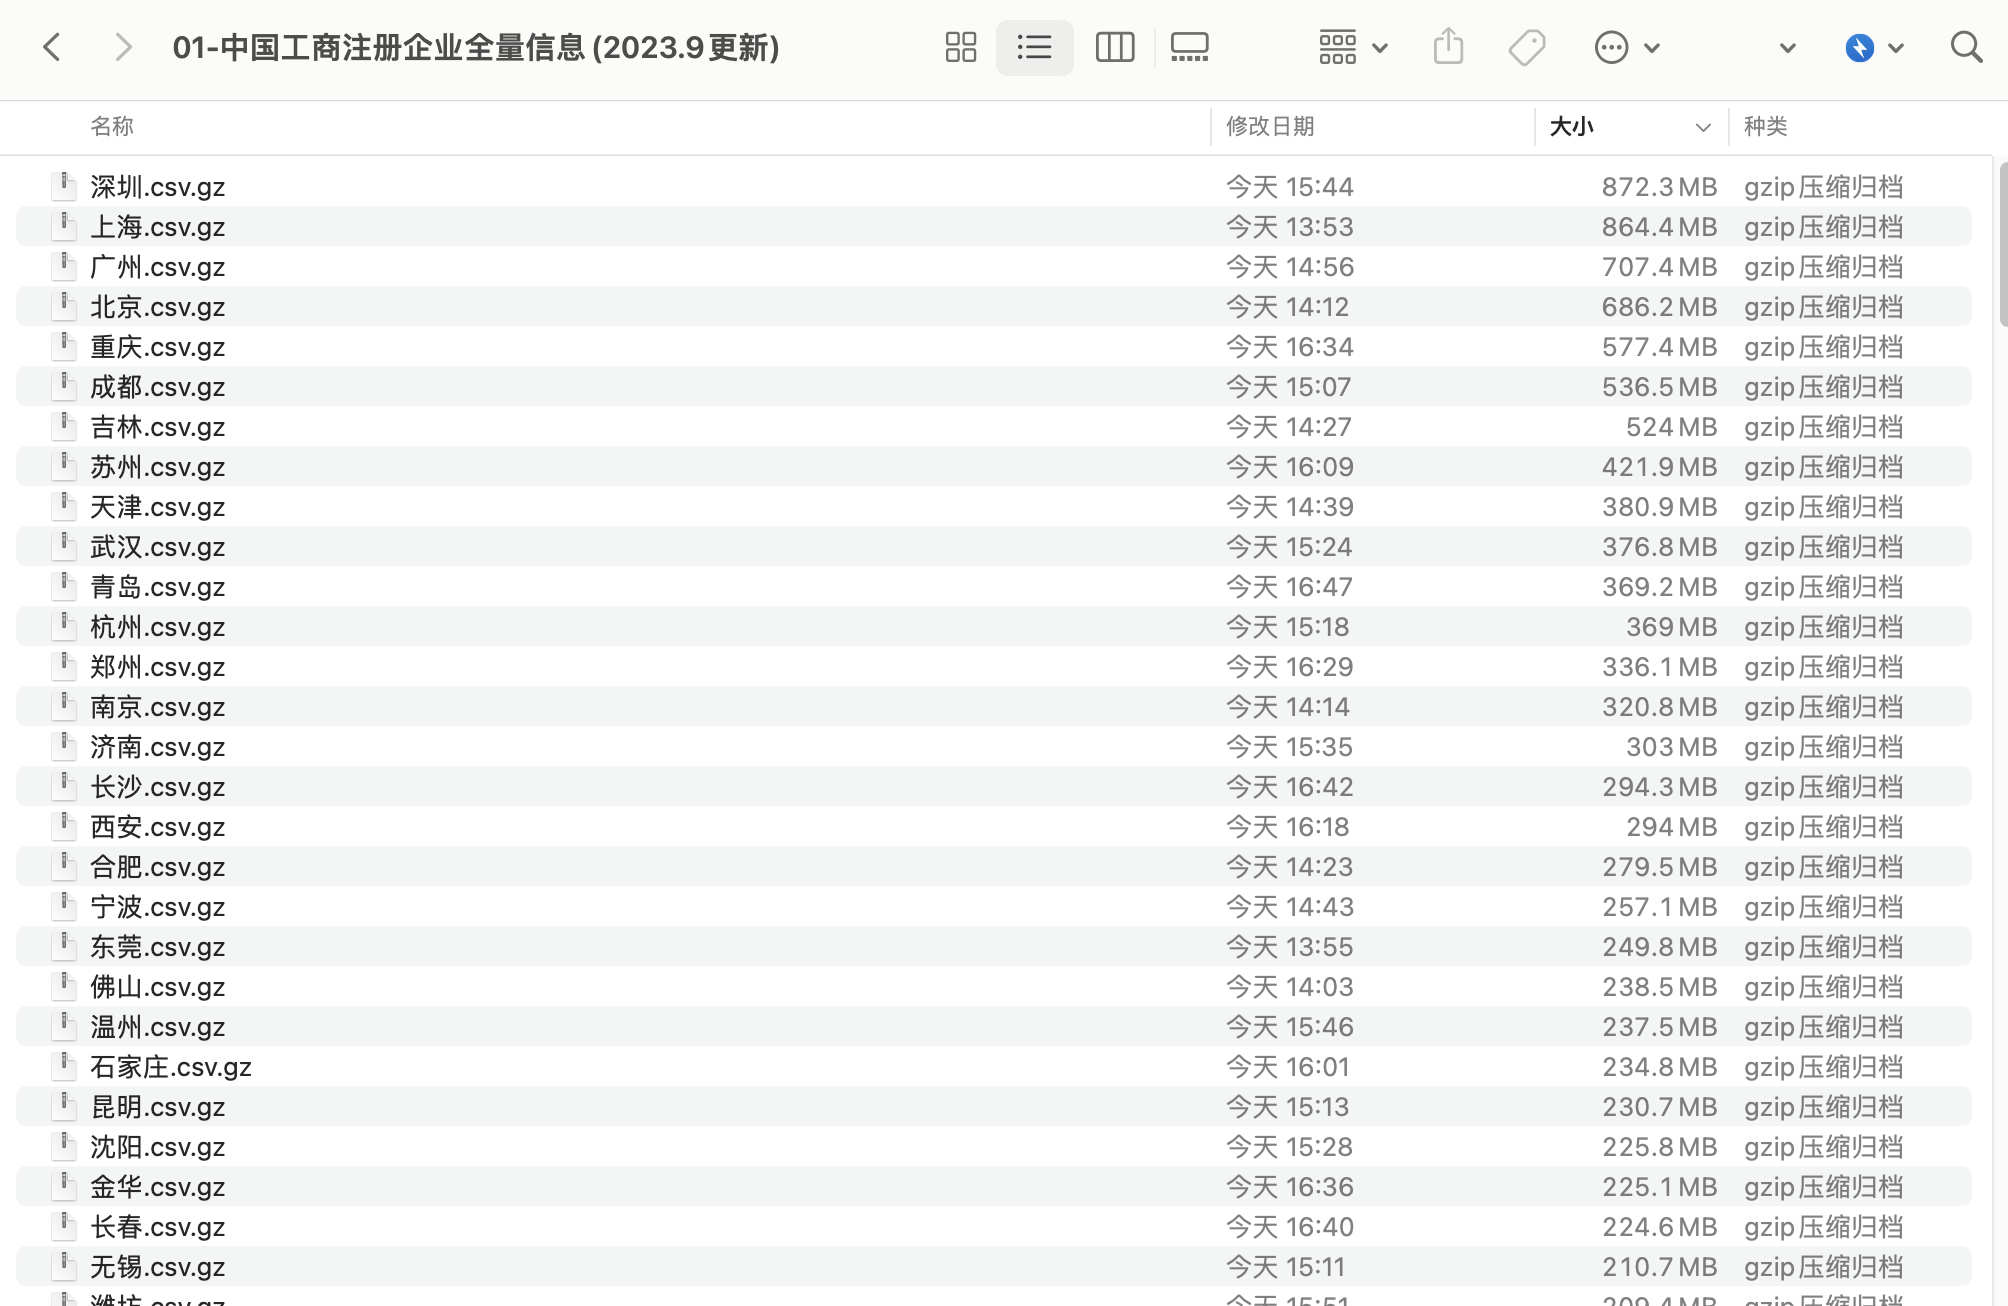 01-中国工商注册企业全量信息(2023.9更新)
名称 修改日期 大小 种类
深圳.csv.gz 今天 15:44 872.3 MB gzip压缩归档
上海.csv.gz 今天 13:53 864.4 MB gzip压缩归档
广州.csv.gz 今天 14:56 707.4 MB gzip压缩归档
北京.csv.gz 今天 14:12 686.2 MB gzip压缩归档
重庆.csv.gz 今天 16:34 577.4 MB gzip压缩归档
成都.csv.gz 今天 15:07 536.5 MB gzip压缩归档
吉林.csv.gz 今天 14:27 524 MB gzip压缩归档
苏州.csv.gz 今天 16:09 421.9 MB gzip压缩归档
天津.csv.gz 今天 14:39 380.9 MB gzip压缩归档
武汉.csv.gz 今天 15:24 376.8 MB gzip压缩归档
青岛.csv.gz 今天 16:47 369.2 MB gzip压缩归档
杭州.csv.gz 今天 15:18 369 MB gzip压缩归档
郑州.csv.gz 今天 16:29 336.1 MB gzip压缩归档
南京.csv.gz 今天 14:14 320.8 MB gzip压缩归档
济南.csv.gz 今天 15:35 303 MB gzip压缩归档
长沙.csv.gz 今天 16:42 294.3 MB gzip压缩归档
西安.csv.gz 今天 16:18 294 MB gzip压缩归档
合肥.csv.gz 今天 14:23 279.5 MB gzip压缩归档
宁波.csv.gz 今天 14:43 257.1 MB gzip压缩归档
东莞.csv.gz 今天 13:55 249.8 MB gzip压缩归档
佛山.csv.gz 今天 14:03 238.5 MB gzip压缩归档
温州.csv.gz 今天 15:46 237.5 MB gzip压缩归档
石家庄.csv.gz 今天 16:01 234.8 MB gzip压缩归档
昆明.csv.gz 今天 15:13 230.7 MB gzip压缩归档
沈阳.csv.gz 今天 15:28 225.8 MB gzip压缩归档
金华.csv.gz 今天 16:36 225.1 MB gzip压缩归档
长春.csv.gz 今天 16:40 224.6 MB gzip压缩归档
无锡.csv.gz 今天 15:11 210.7 MB gzip压缩归档
潍坊.csv.gz 今天 15:51 209.4 MB gzip压缩归档